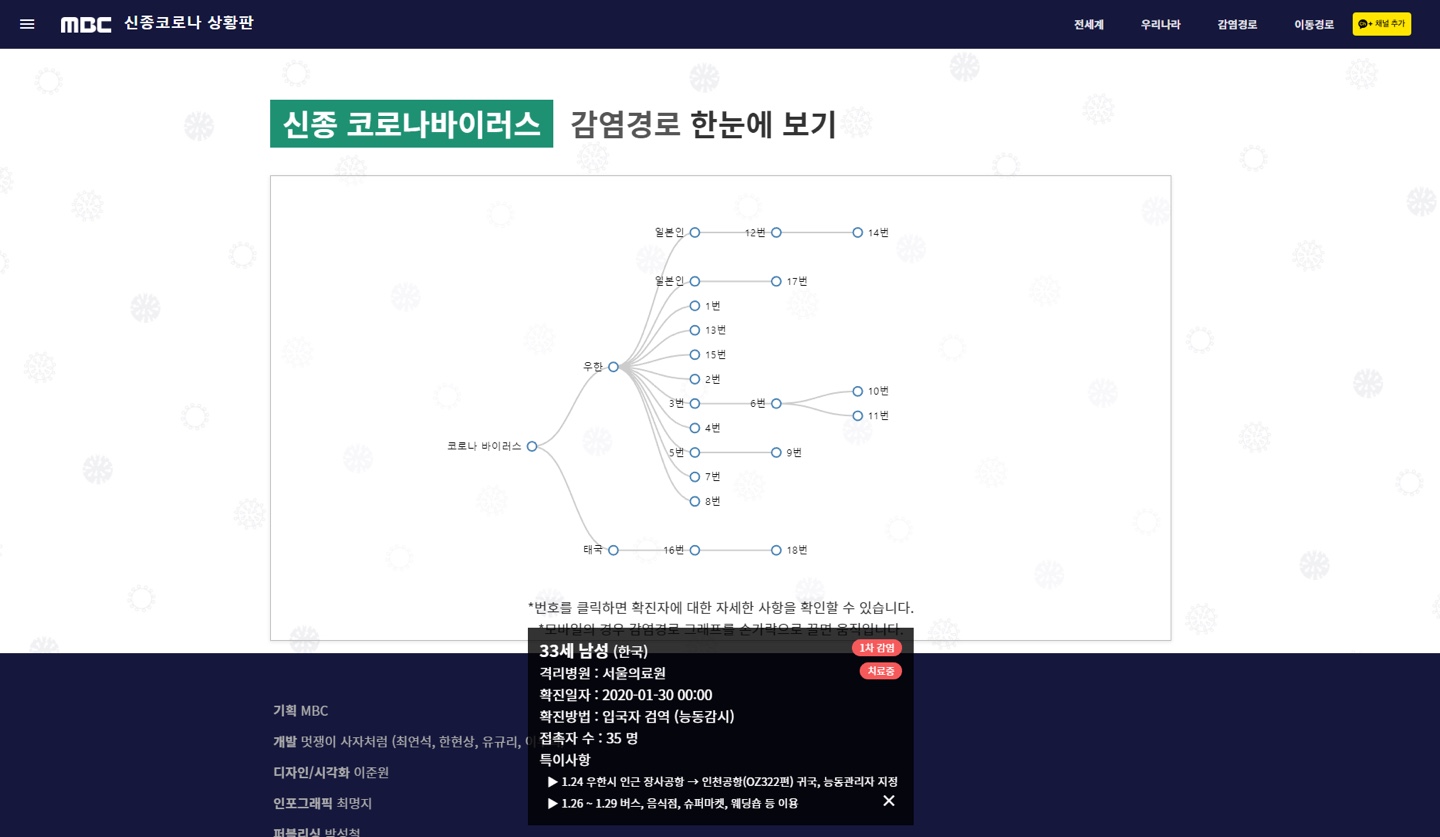 MBC 신종코로나 상황판
전세계 우리나라 감염경로 이동경로 Ch+ 채널 추가
신종 코로나바이러스 감염경로 한눈에 보기
일본인 12번 14번
일본인 17번
1번
13번
15번
2번
우한
3번 6번
10번
11번
4번
코로나 바이러스
5번 9번
7번
8번
태국 16번 18번
*번호를 클릭하면 확진자에 대한 자세한 사항을 확인할 수 있습니다.
*모바일의 경우 감염경로 그래프를 손가락으로 끌면 움직입니다.
33세 남성 (한국) 1차 감염
격리병원 : 서울의료원 치료중
확진일자 : 2020-01-30 00:00
확진방법 : 입국자 검역 (능동감시)
접촉자 수 : 35 명
특이사항
▶ 1.24 우한시 인근 장사공항 → 인천공항(OZ322편) 귀국, 능동관리자 지정
▶ 1.26 ~ 1.29 버스, 음식점, 슈퍼마켓, 웨딩숍 등 이용
✕
기획 MBC
개발 멋쟁이 사자처럼 (최연석, 한현상, 유규리,
디자인/시각화 이준원
인포그래픽 최명지
퍼블리싱 박성철